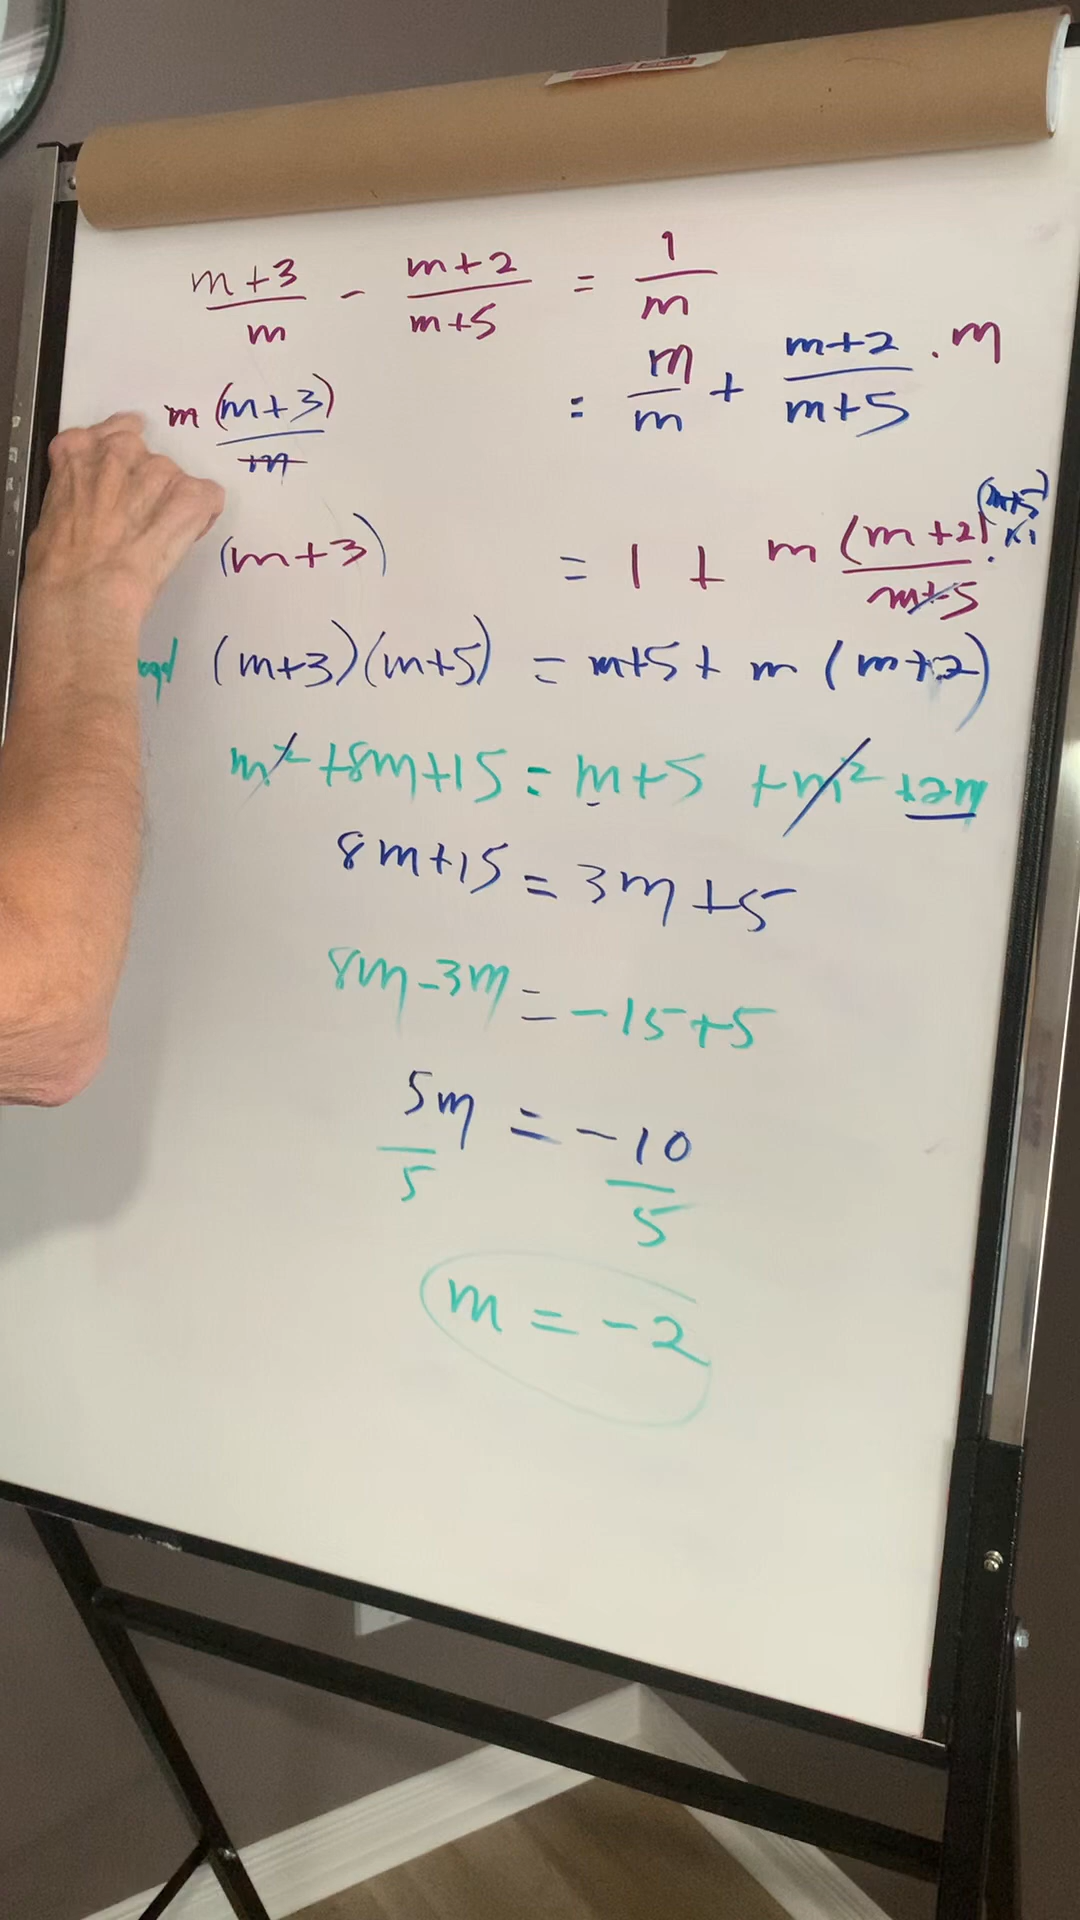 m+3/m - m+2/m+5 = 1/m
m(m+3)/m = m/m + m+2/m+5 . m
(m+3) = 1 + m(m+2)/m+5 . (m+5)
(m+3)(m+5) = m+5+m(m+2)
m²+8m+15=m+5+m²+2m
8m+15=3m+5
8m-3m=-15+5
5m/5=-10/5
m=-2